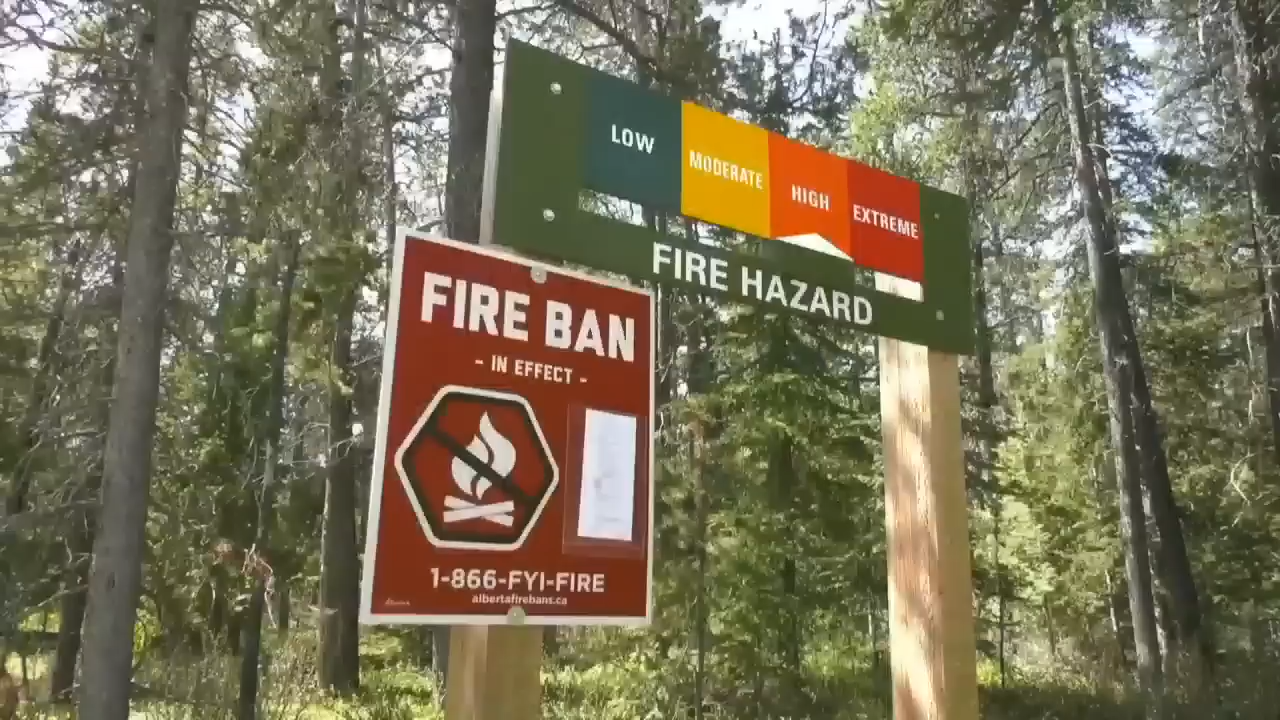 LOW
MODERATE
HIGH
EXTREME
FIRE HAZARD
FIRE BAN
- IN EFFECT -
1-866-FYI-FIRE
albertafirebans.ca